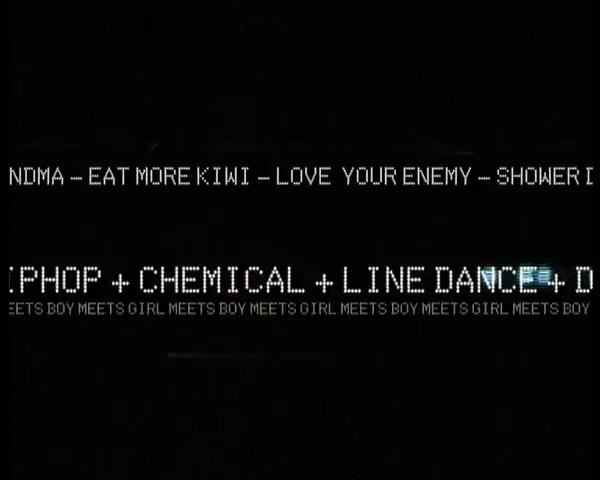 NDMA – EAT MORE KIWI – LOVE YOUR ENEMY – SHOWER I
IPHOP + CHEMICAL + LINE DANCE + D
EETS BOY MEETS GIRL MEETS BOY MEETS GIRL MEETS BOY MEETS GIRL MEETS BOY